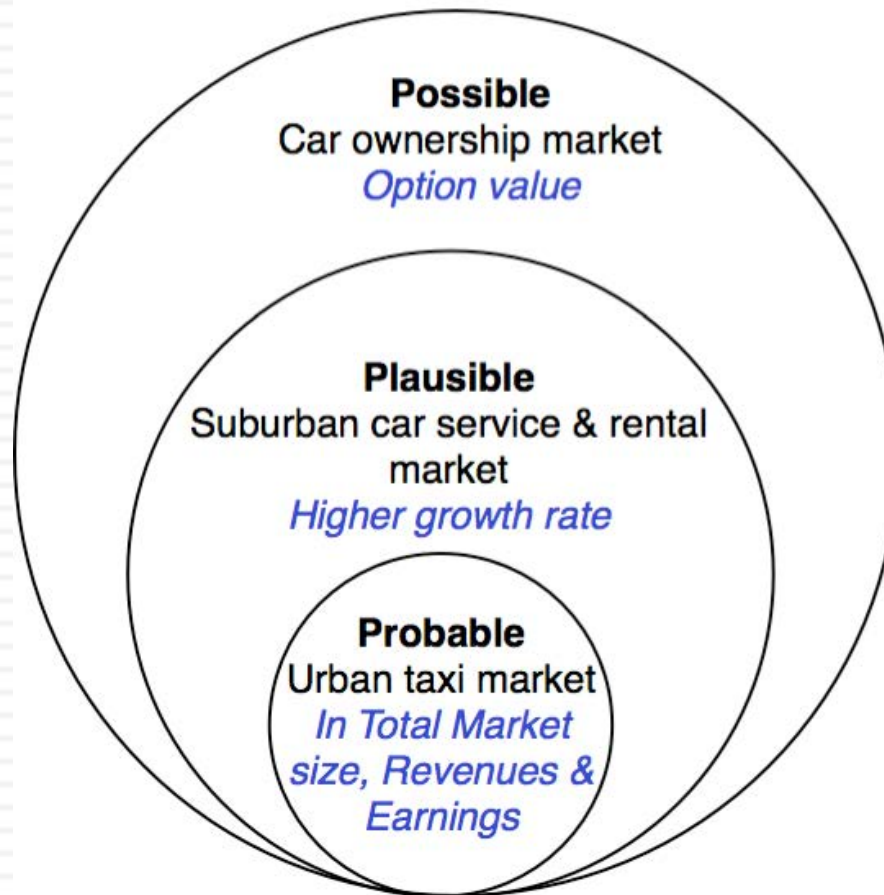 Possible
Car ownership market
Option value
Plausible
Suburban car service & rental
market
Higher growth rate
Probable
Urban taxi market
In Total Market
size, Revenues &
Earnings